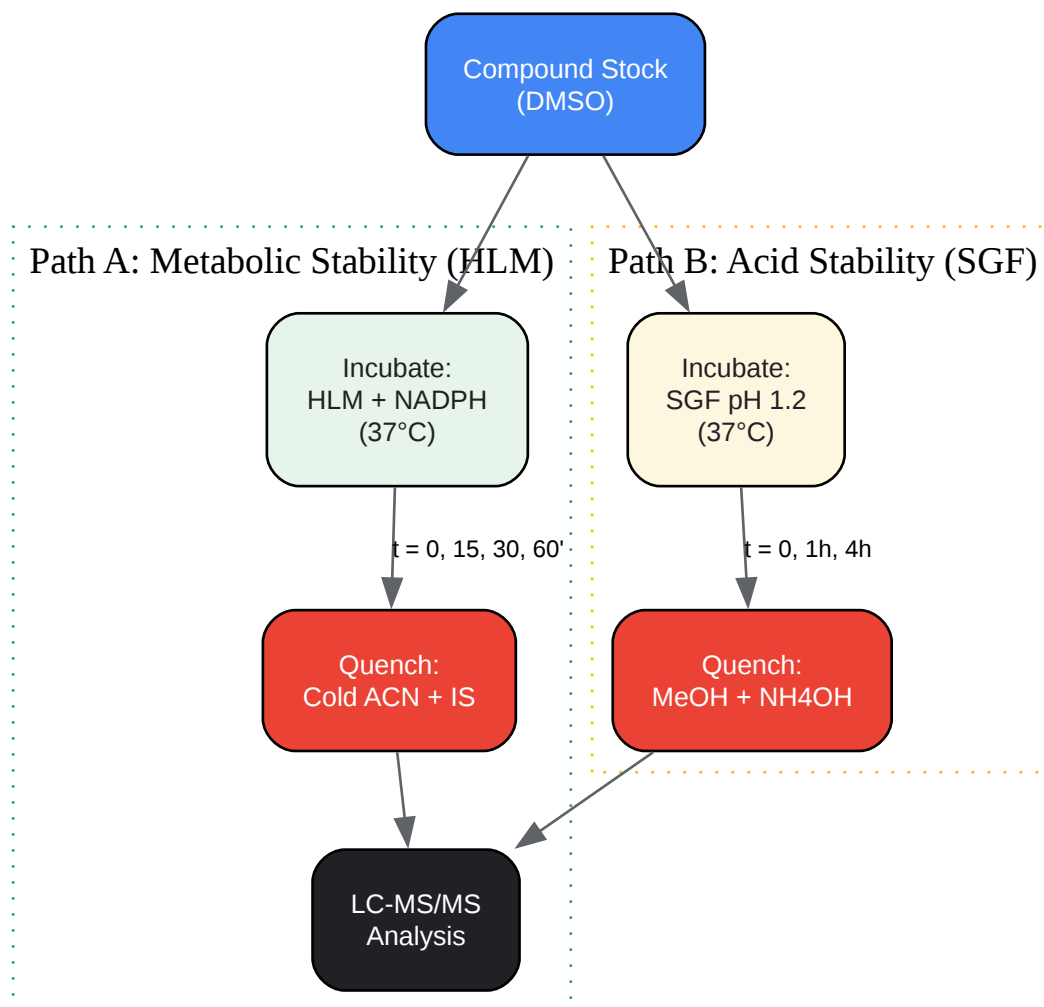 Compound Stock
(DMSO)
Path A: Metabolic Stability (HLM)
Path B: Acid Stability (SGF)
Incubate:
HLM + NADPH
(37°C)
Incubate:
SGF pH 1.2
(37°C)
t = 0, 15, 30, 60'
t = 0, 1h, 4h
Quench:
Cold ACN + IS
Quench:
MeOH + NH4OH
LC-MS/MS
Analysis